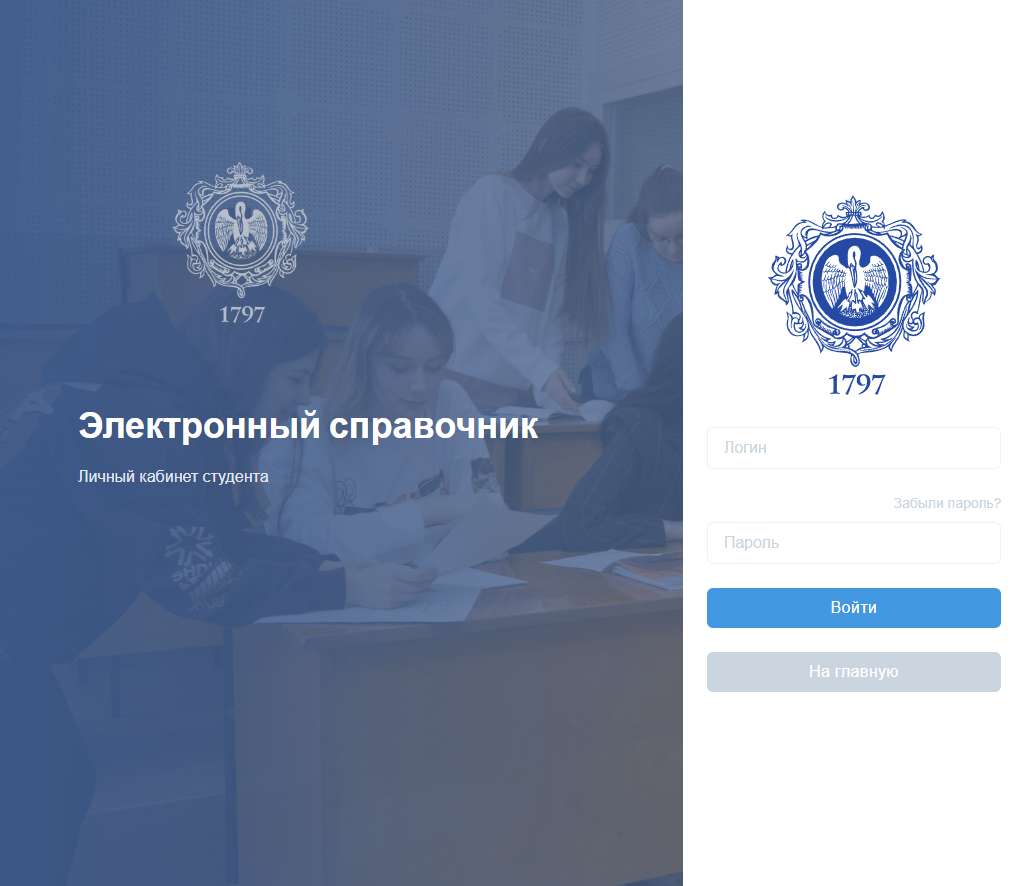 1797
Электронный справочник
Личный кабинет студента
1797
Логин
Забыли пароль?
Пароль
Войти
На главную